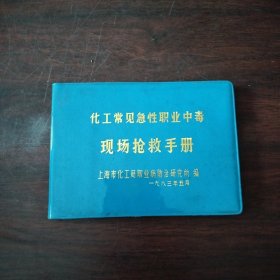 化工常见急性职业中毒
现场抢救手册
上海市化工局职业病防治研究所 编
一九八三年五月